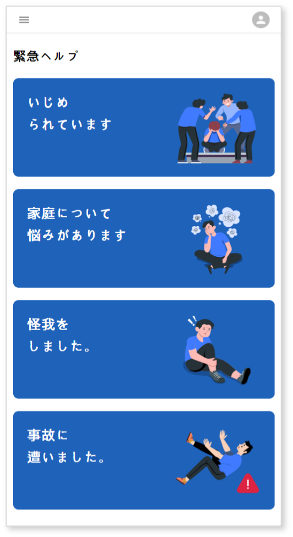 緊急ヘルプ
いじめ
られています
家庭について
悩みがあります
怪我を
しました。
事故に
遭いました。